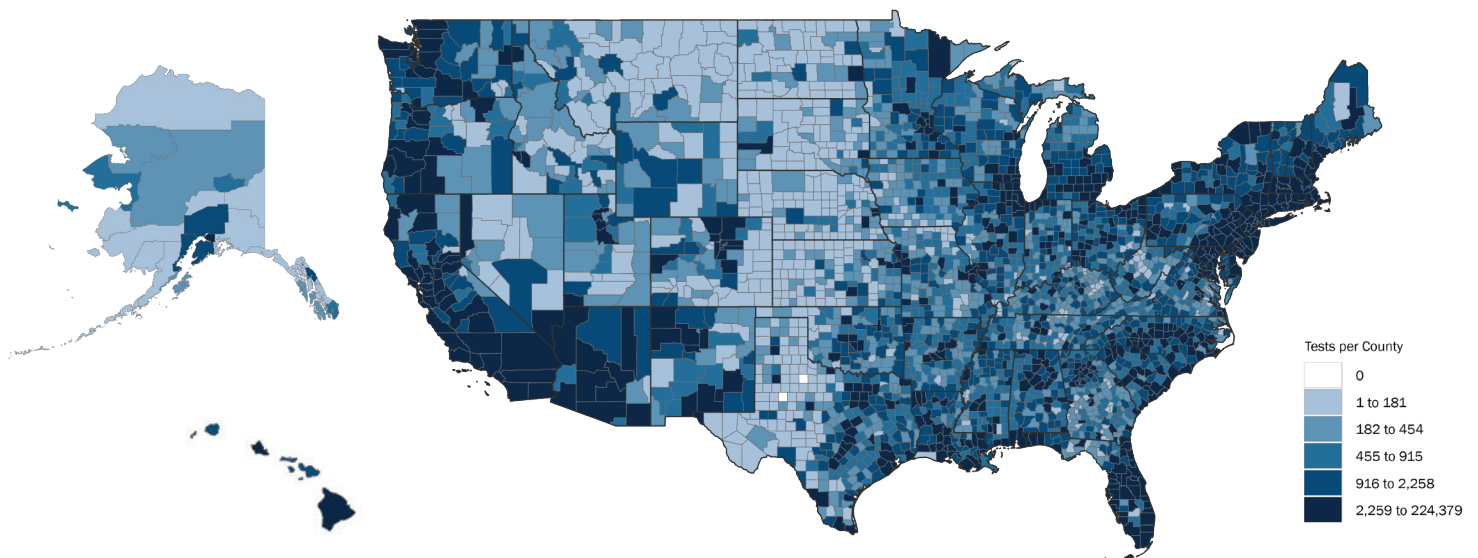 Tests per County
0
1 to 181
182 to 454
455 to 915
916 to 2,258
2,259 to 224,379